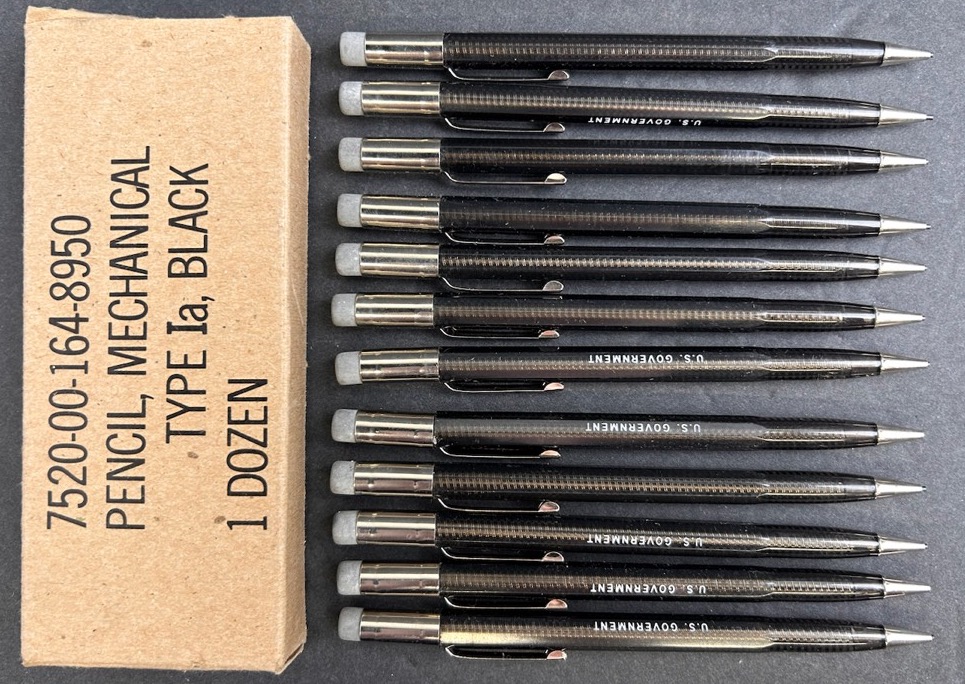 7520-00-164-8950
PENCIL, MECHANICAL
TYPE Ia, BLACK
1 DOZEN
U.S. GOVERNMENT
U.S. GOVERNMENT
U.S. GOVERNMENT
U.S. GOVERNMENT
U.S. GOVERNMENT
U.S. GOVERNMENT